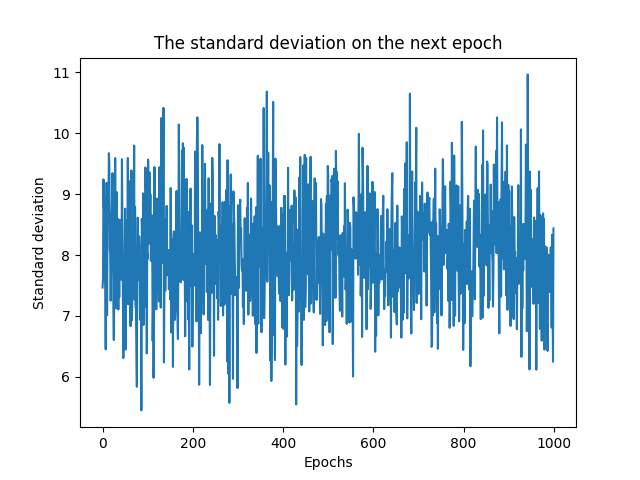 The standard deviation on the next epoch
11
10
9
8
7
6
Standard deviation
0 200 400 600 800 1000
Epochs